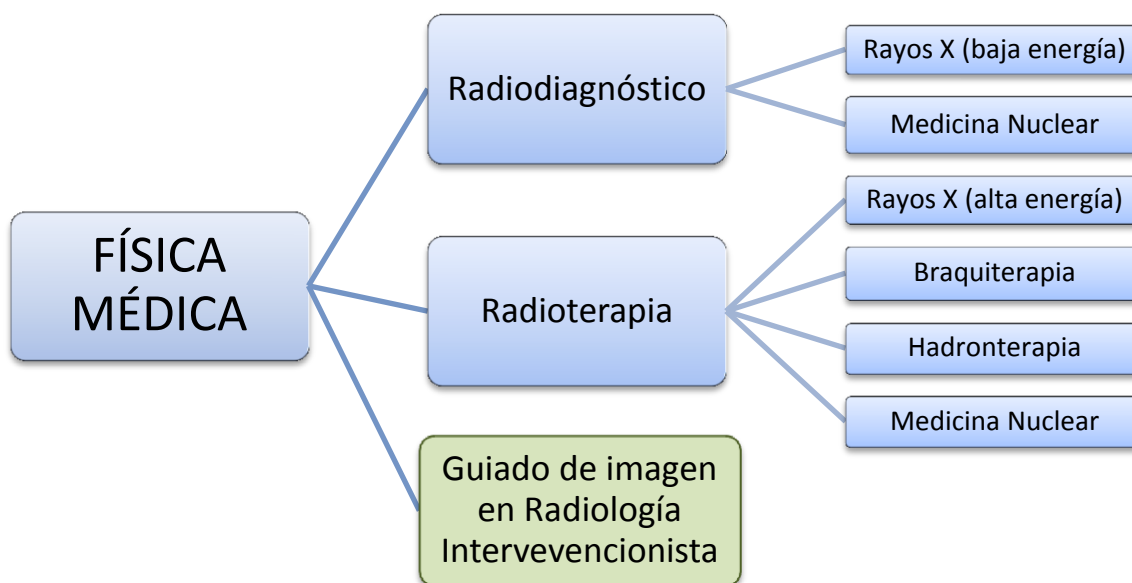 FÍSICA
MÉDICA
Radiodiagnóstico
Rayos X (baja energía)
Medicina Nuclear
Radioterapia
Rayos X (alta energía)
Braquiterapia
Hadronterapia
Medicina Nuclear
Guiado de imagen
en Radiología
Intervevencionista